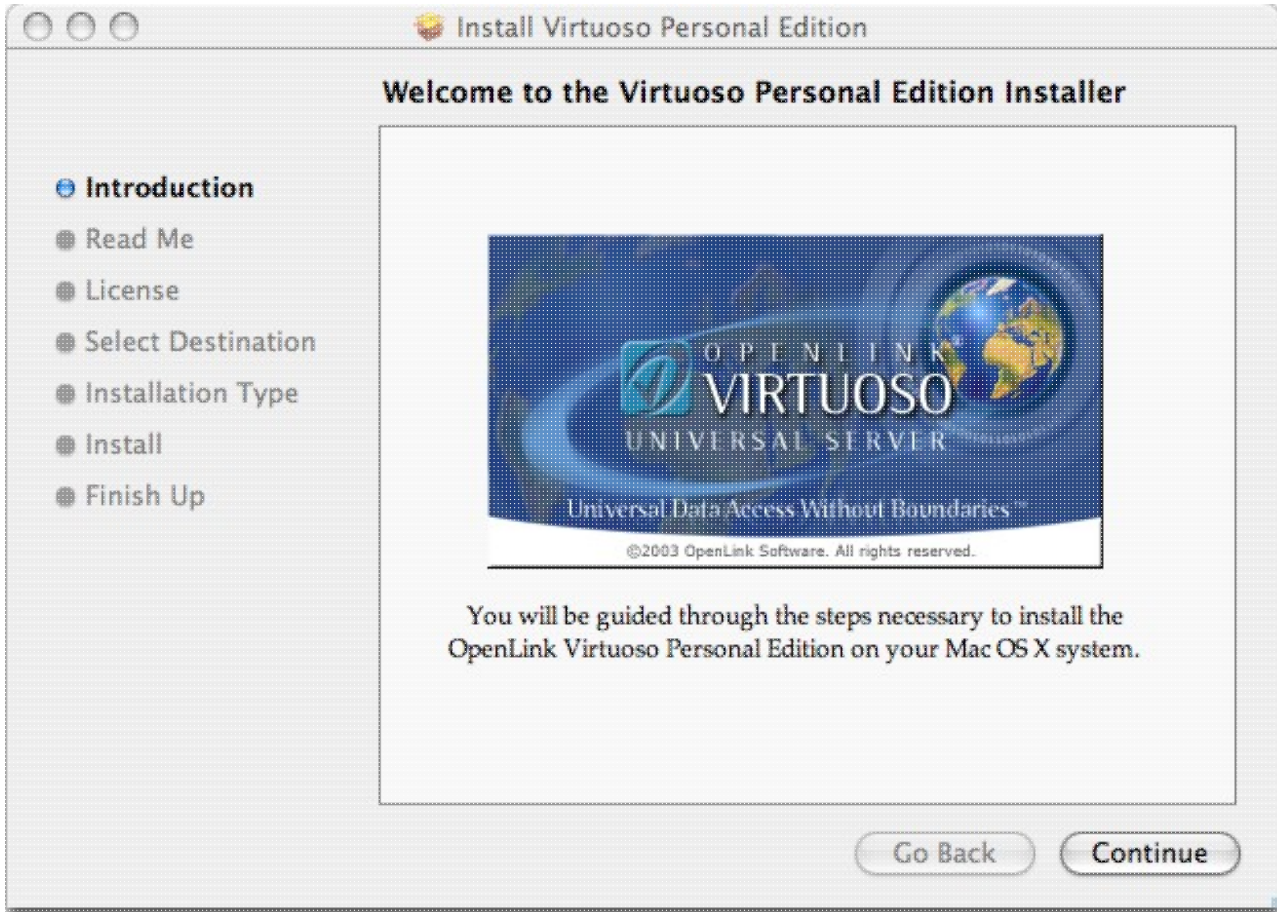 Install Virtuoso Personal Edition
Welcome to the Virtuoso Personal Edition Installer
Introduction
Read Me
License
Select Destination
Installation Type
Install
Finish Up
OPENLINK®
VIRTUOSO
UNIVERSAL SERVER
Universal Data Access Without Boundaries™
©2003 OpenLink Software. All rights reserved.
You will be guided through the steps necessary to install the
OpenLink Virtuoso Personal Edition on your Mac OS X system.
Go Back
Continue